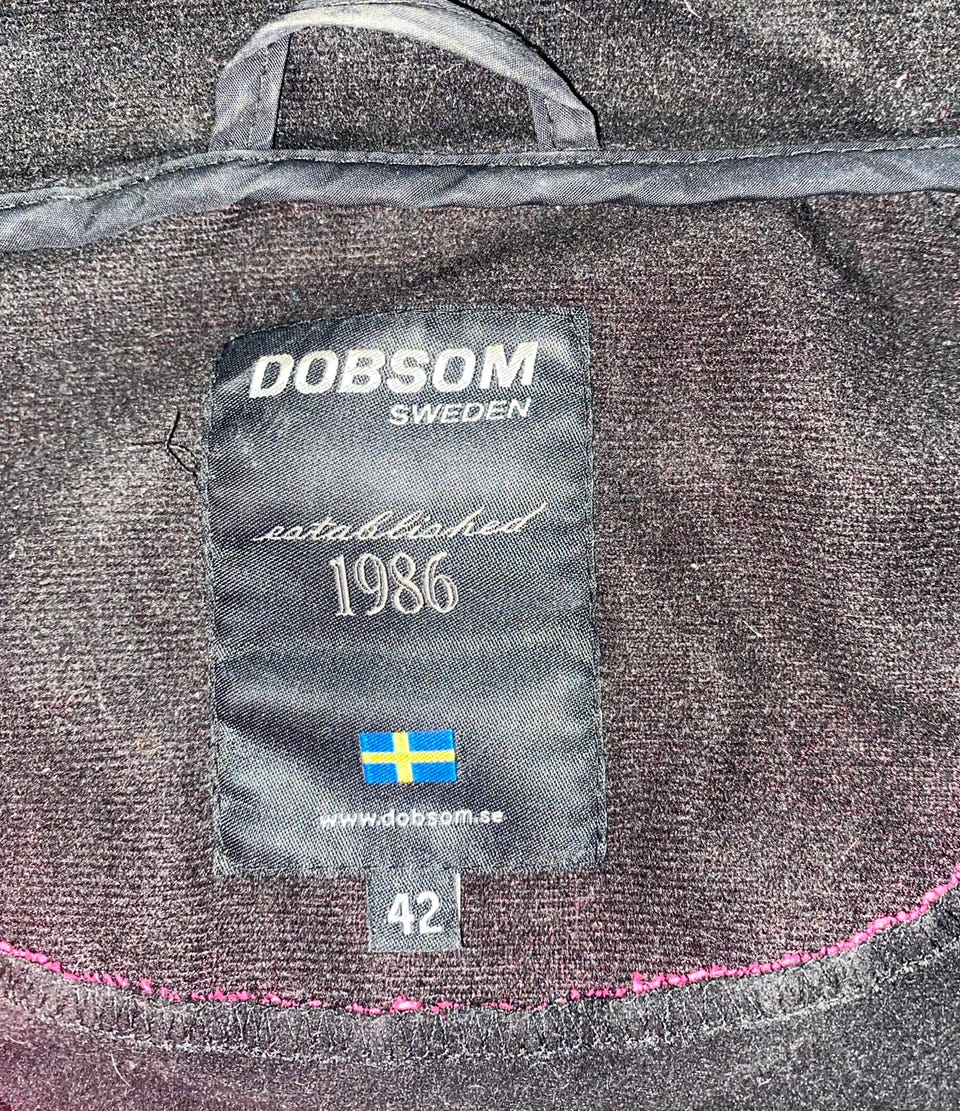 DOBSOM
SWEDEN
established
1986
www.dobsom.se
42